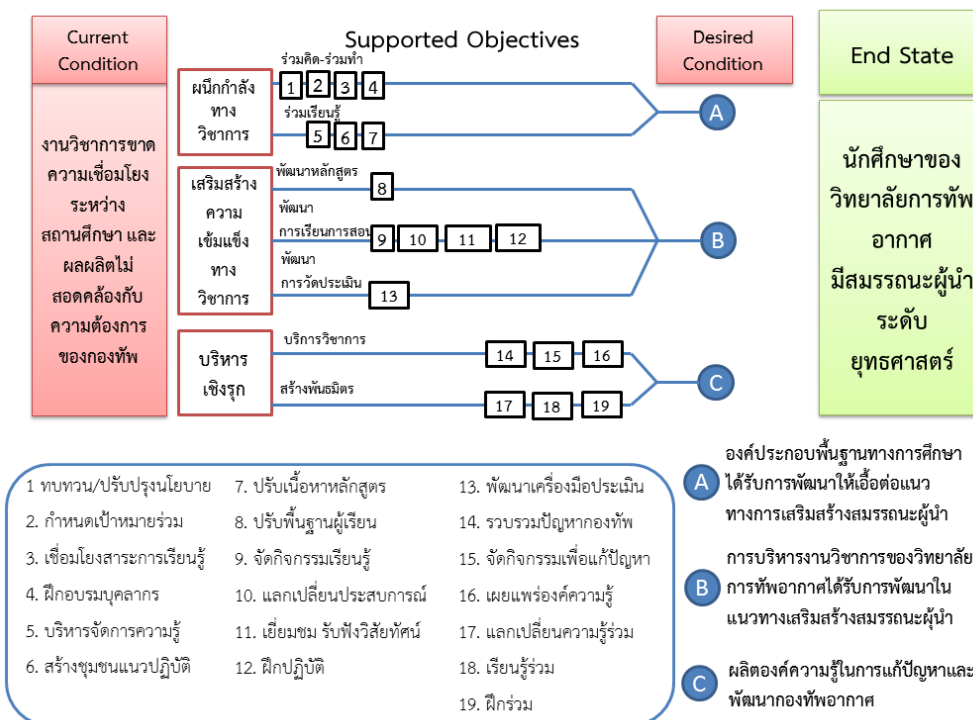 Current
Condition
Supported Objectives
Desired
Condition
End State
งานวิชาการขาด
ความเชื่อมโยง
ระหว่าง
สถานศึกษา และ
ผลผลิตไม่
สอดคล้องกับ
ความต้องการ
ของกองทัพ
ผนึกกำลัง
ทาง
วิชาการ
ร่วมคิด-ร่วมทำ
1 2 3 4
ร่วมเรียนรู้
5 6 7
A
เสริมสร้าง
ความ
เข้มแข็ง
ทาง
วิชาการ
พัฒนาหลักสูตร
8
พัฒนา
การเรียนการสอน
9 10 11 12
พัฒนา
การวัดประเมิน
13
B
บริหาร
เชิงรุก
บริการวิชาการ
14 15 16
สร้างพันธมิตร
17 18 19
C
นักศึกษาของ
วิทยาลัยการทัพ
อากาศ
มีสมรรถนะผู้นำ
ระดับ
ยุทธศาสตร์
1 ทบทวน/ปรับปรุงนโยบาย
2. กำหนดเป้าหมายร่วม
3. เชื่อมโยงสาระการเรียนรู้
4. ฝึกอบรมบุคลากร
5. บริหารจัดการความรู้
6. สร้างชุมชนแนวปฏิบัติ
7. ปรับเนื้อหาหลักสูตร
8. ปรับพื้นฐานผู้เรียน
9. จัดกิจกรรมเรียนรู้
10. แลกเปลี่ยนประสบการณ์
11. เยี่ยมชม รับฟังวิสัยทัศน์
12. ฝึกปฏิบัติ
13. พัฒนาเครื่องมือประเมิน
14. รวบรวมปัญหากองทัพ
15. จัดกิจกรรมเพื่อแก้ปัญหา
16. เผยแพร่องค์ความรู้
17. แลกเปลี่ยนความรู้ร่วม
18. เรียนรู้ร่วม
19. ฝึกร่วม
A
องค์ประกอบพื้นฐานทางการศึกษา
ได้รับการพัฒนาให้เอื้อต่อแนว
ทางการเสริมสร้างสมรรถนะผู้นำ
B
การบริหารงานวิชาการของวิทยาลัย
การทัพอากาศได้รับการพัฒนาใน
แนวทางเสริมสร้างสมรรถนะผุ้นำ
C
ผลิตองค์ความรู้ในการแก้ปัญหาและ
พัฒนากองทัพอากาศ